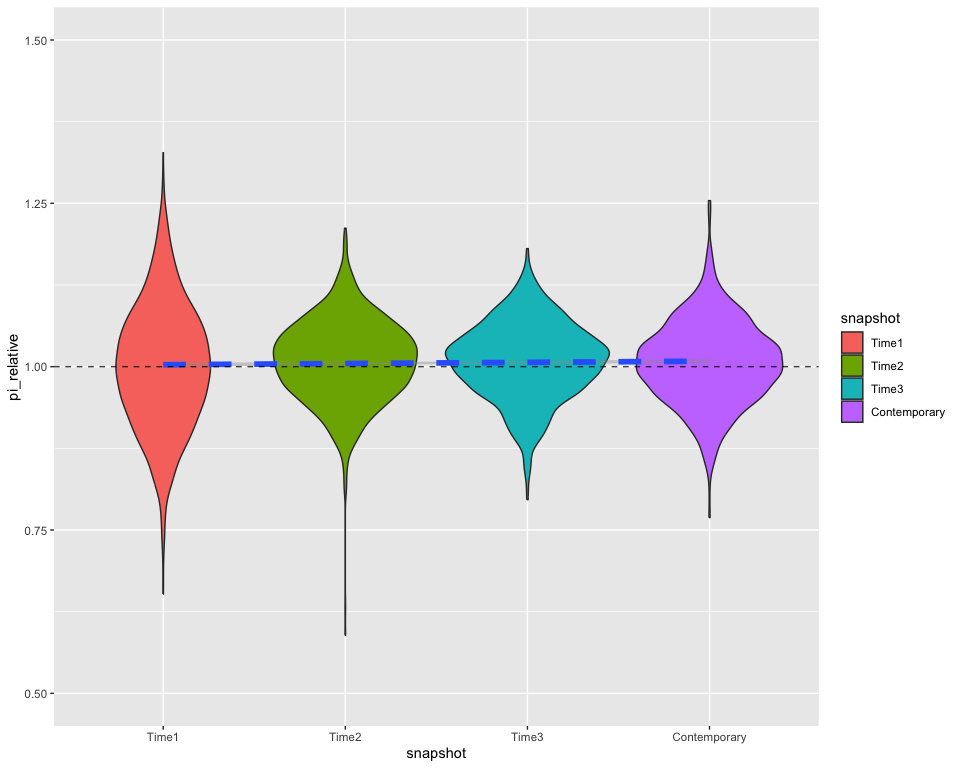 1.50
1.25
1.00
0.75
0.50
pi_relative
Time1
Time2
Time3
Contemporary
snapshot
snapshot
Time1
Time2
Time3
Contemporary